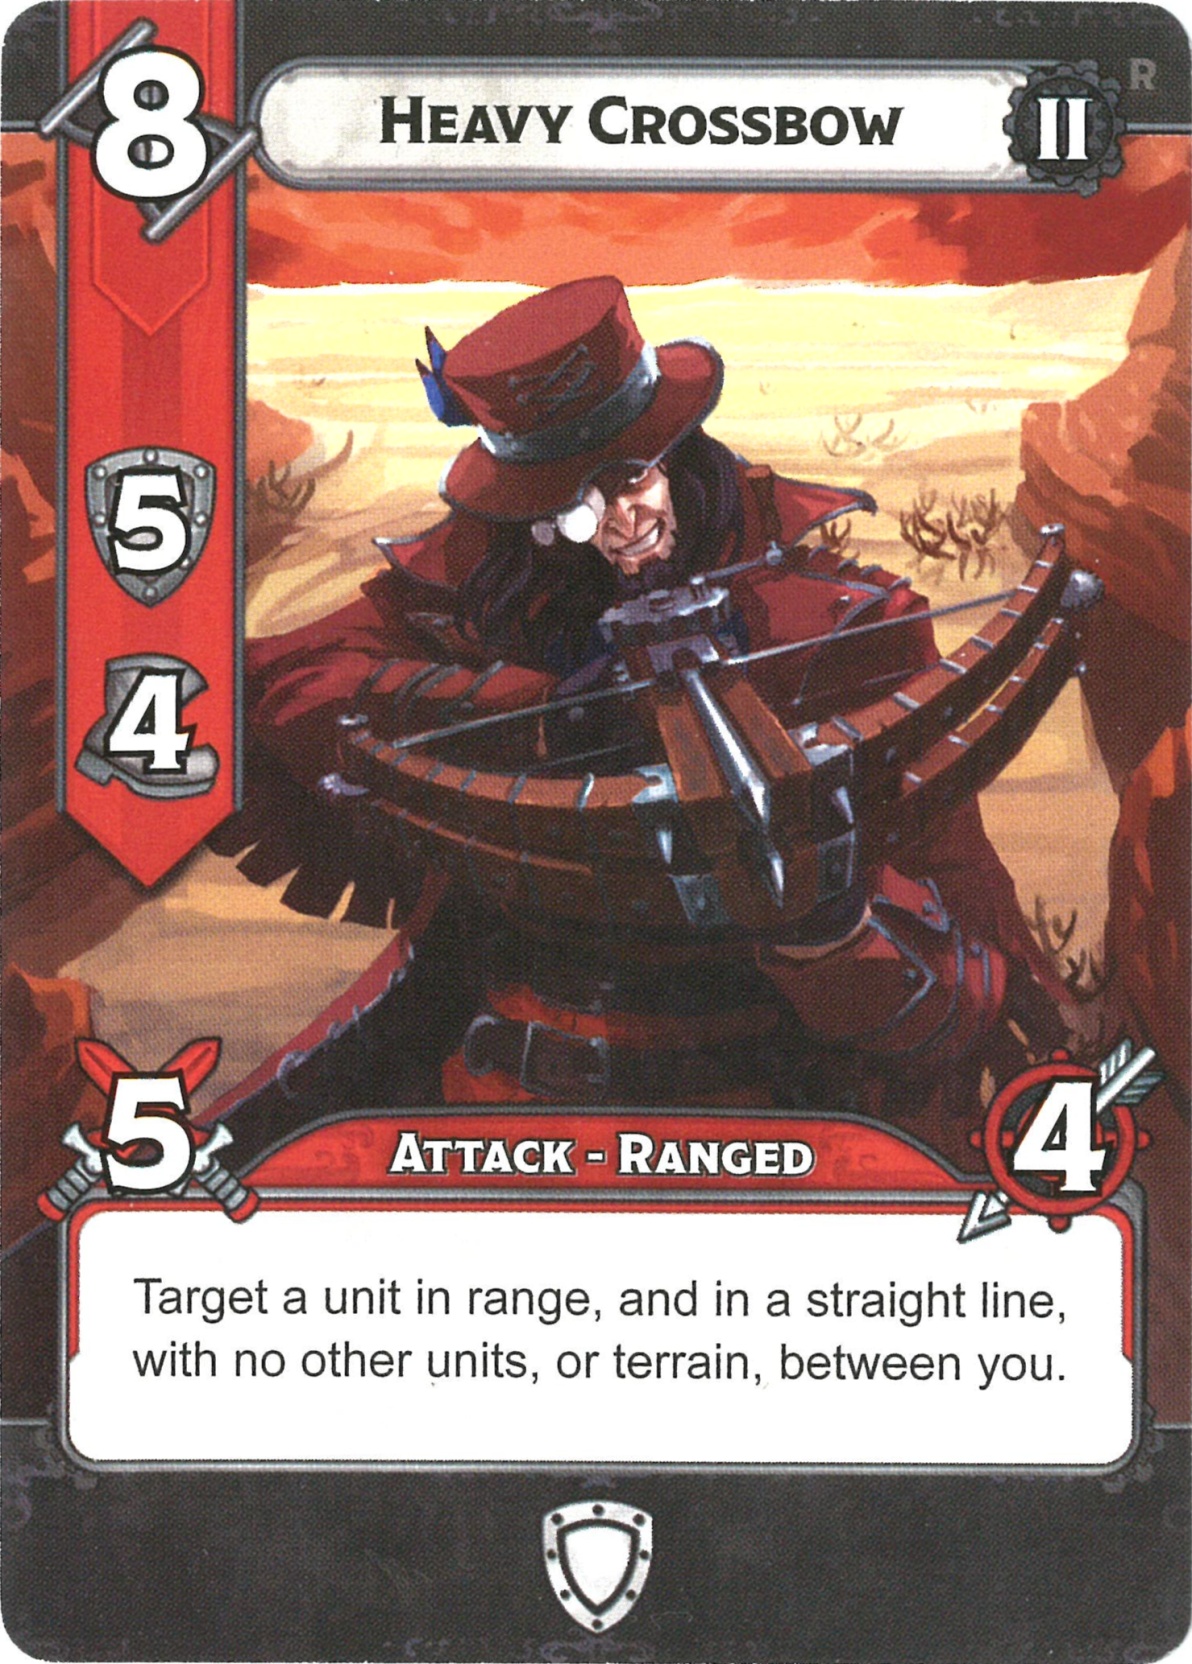 8
HEAVY CROSSBOW
II
R
5
4
5
ATTACK - RANGED
4
Target a unit in range, and in a straight line,
with no other units, or terrain, between you.